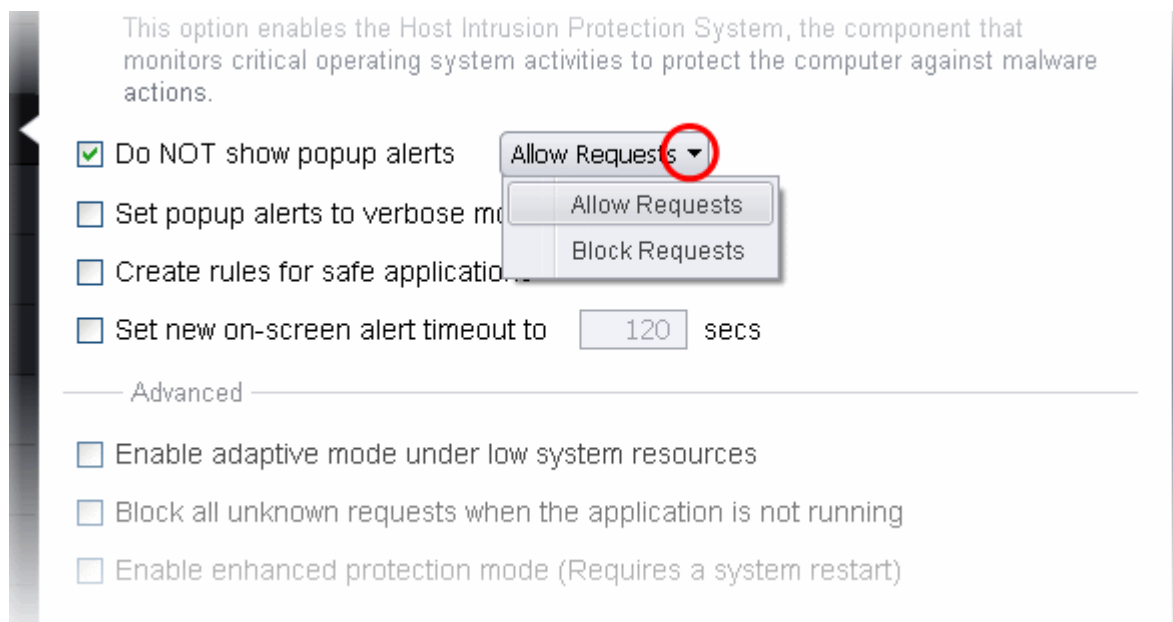 This option enables the Host Intrusion Protection System, the component that
monitors critical operating system activities to protect the computer against malware
actions.
Do NOT show popup alerts Allow Requests
Set popup alerts to verbose Allow Requests
Block Requests
Create rules for safe
Set new on-screen alert timeout to 120 secs
Advanced
Enable adaptive mode under low system resources
Block all unknown requests when the application is not running
Enable enhanced protection mode (Requires a system restart)